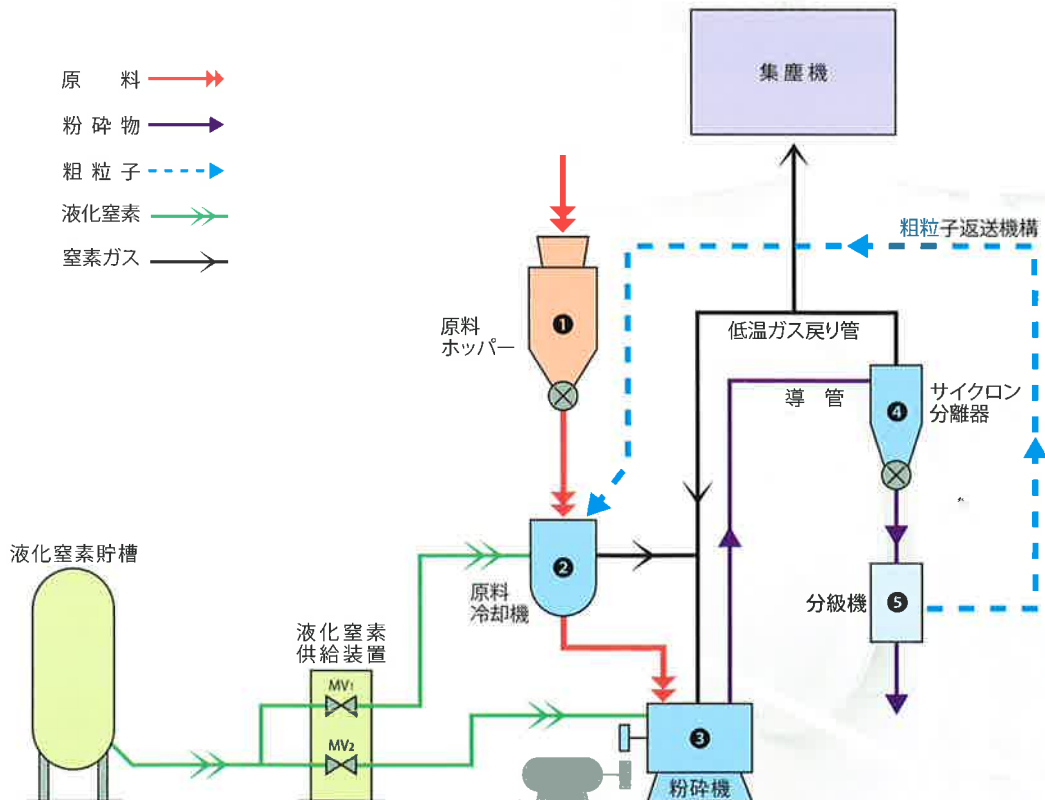 原料
粉砕物
粗粒子
液化窒素
窒素ガス
集塵機
粗粒子返送機構
❶
原料
ホッパー
低温ガス戻り管
導管
❹
サイクロン
分離器
液化窒素貯槽
❷
原料
冷却機
分級機
❺
液化窒素
供給装置
MV1
MV2
❸
粉砕機